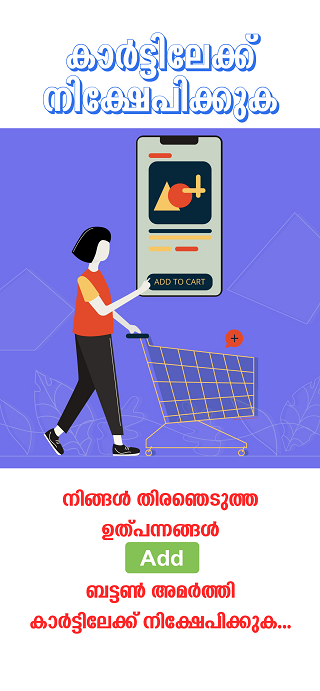 കാർട്ടിലേക്ക്
നിക്ഷേപിക്കുക
ADD TO CART
നിങ്ങൾ തിരഞെടുത്ത
ഉത്പന്നങ്ങൾ
Add
ബട്ടൺ അമർത്തി
കാർട്ടിലേക്ക് നിക്ഷേപിക്കുക...